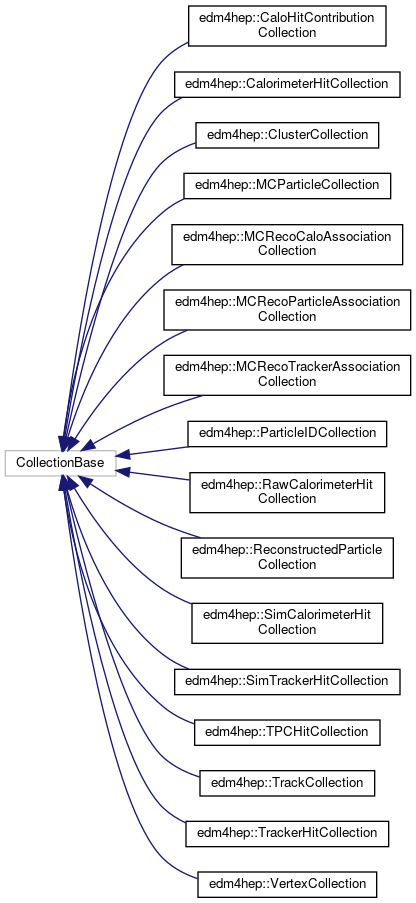 edm4hep::CaloHitContribution
Collection
edm4hep::CalorimeterHitCollection
edm4hep::ClusterCollection
edm4hep::MCParticleCollection
edm4hep::MCRecoCaloAssociation
Collection
edm4hep::MCRecoParticleAssociation
Collection
edm4hep::MCRecoTrackerAssociation
Collection
edm4hep::ParticleIDCollection
CollectionBase
edm4hep::RawCalorimeterHit
Collection
edm4hep::ReconstructedParticle
Collection
edm4hep::SimCalorimeterHit
Collection
edm4hep::SimTrackerHitCollection
edm4hep::TPCHitCollection
edm4hep::TrackCollection
edm4hep::TrackerHitCollection
edm4hep::VertexCollection